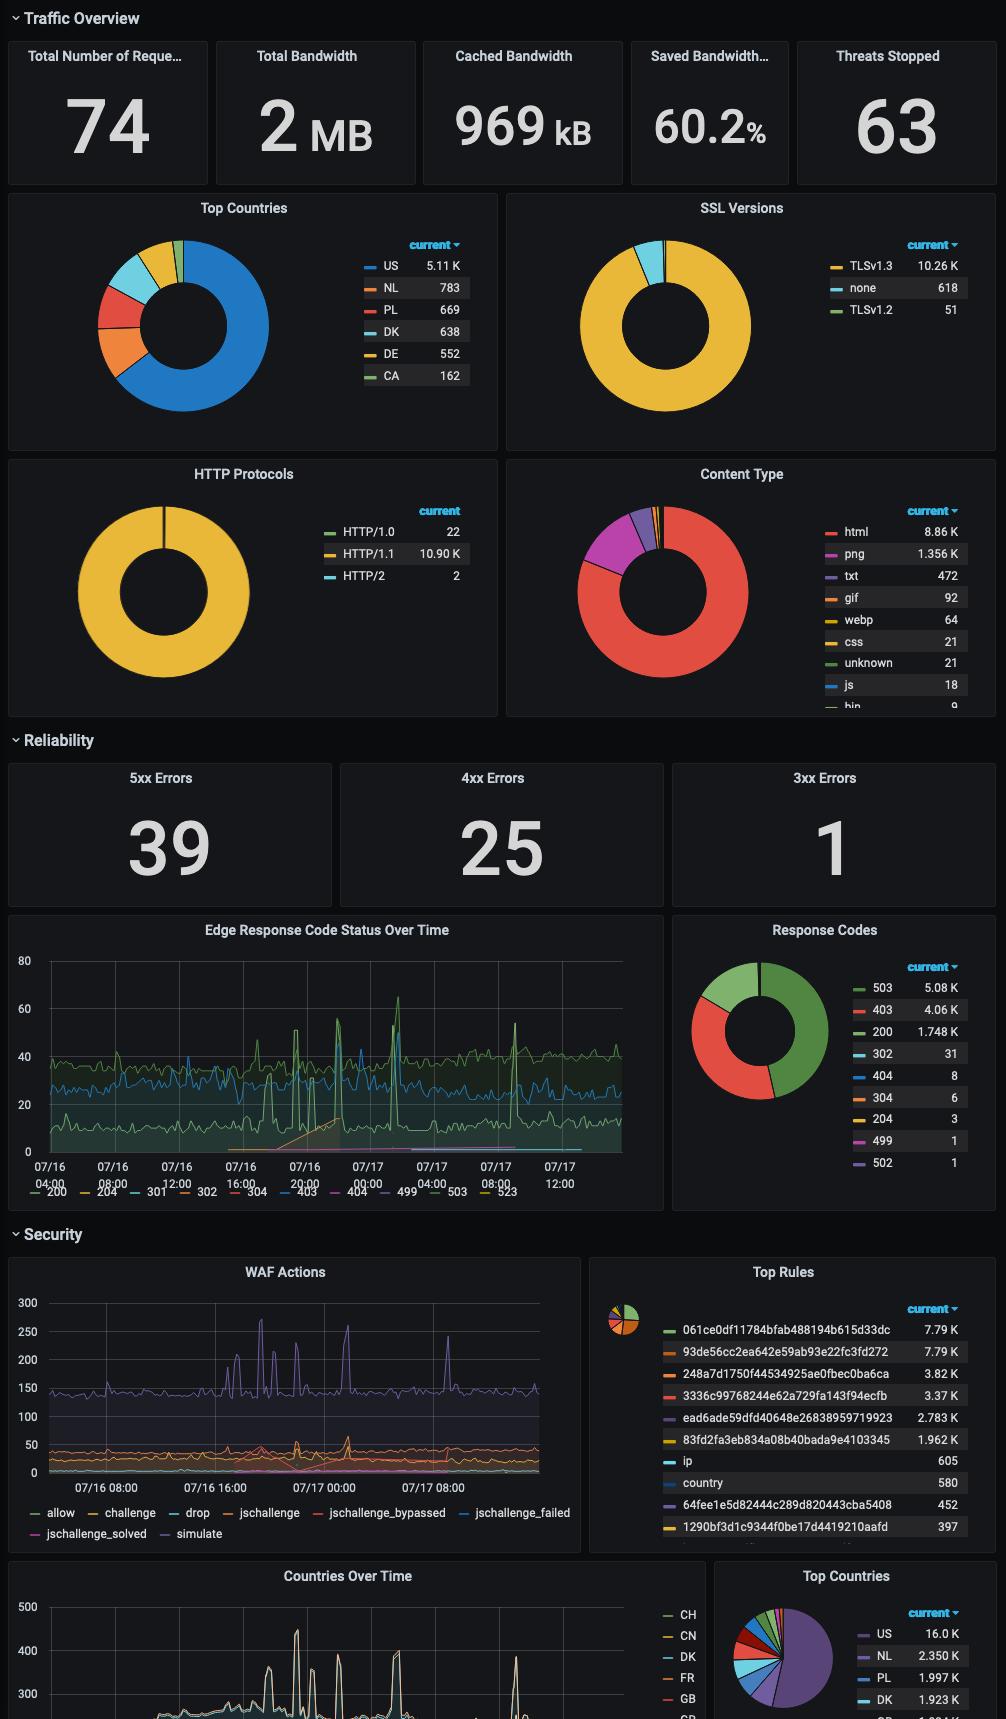 Traffic Overview
Total Number of Reque...
Total Bandwidth
Cached Bandwidth
Saved Bandwidth...
Threats Stopped
74
2 MB
969 kB
60.2%
63
Top Countries
current
US 5.11 K
NL 783
PL 669
DK 638
DE 552
CA 162
SSL Versions
current
TLSv1.3 10.26 K
none 618
TLSv1.2 51
HTTP Protocols
current
HTTP/1.0 22
HTTP/1.1 10.90 K
HTTP/2 2
Content Type
current
html 8.86 K
png 1.356 K
txt 472
gif 92
webp 64
css 21
unknown 21
js 18
bin 9
Reliability
5xx Errors
39
4xx Errors
25
3xx Errors
1
Edge Response Code Status Over Time
80
60
40
20
0
07/16 07/16 07/16 07/16 07/16 07/17 07/17 07/17 07/17
04:00 08:00 12:00 16:00 20:00 00:00 04:00 08:00 12:00
200 204 301 302 304 403 404 499 503 523
Response Codes
current
503 5.08 K
403 4.06 K
200 1.748 K
302 31
404 8
304 6
204 3
499 1
502 1
Security
WAF Actions
300
250
200
150
100
50
0
07/16 08:00 07/16 16:00 07/17 00:00 07/17 08:00
allow challenge drop jschallenge jschallenge_bypassed jschallenge_failed
jschallenge_solved simulate
Top Rules
current
061ce0df11784bfab488194b615d33dc 7.79 K
93de56cc2ea642e59ab93e22fc3fd272 7.79 K
248a7d1750f44534925ae0fbec0ba6ca 3.82 K
3336c99768244e62a729fa143f94ecfb 3.37 K
ead6ade59dfd40648e26838959719923 2.783 K
83fd2fa3eb834a08b40bada9e4103345 1.962 K
ip 605
country 580
64fee1e5d82444c289d820443cba5408 452
1290bf3d1c9344f0be17d4419210aafd 397
Countries Over Time
500
400
300
CH
CN
DK
FR
GB
Top Countries
current
US 16.0 K
NL 2.350 K
PL 1.997 K
DK 1.923 K